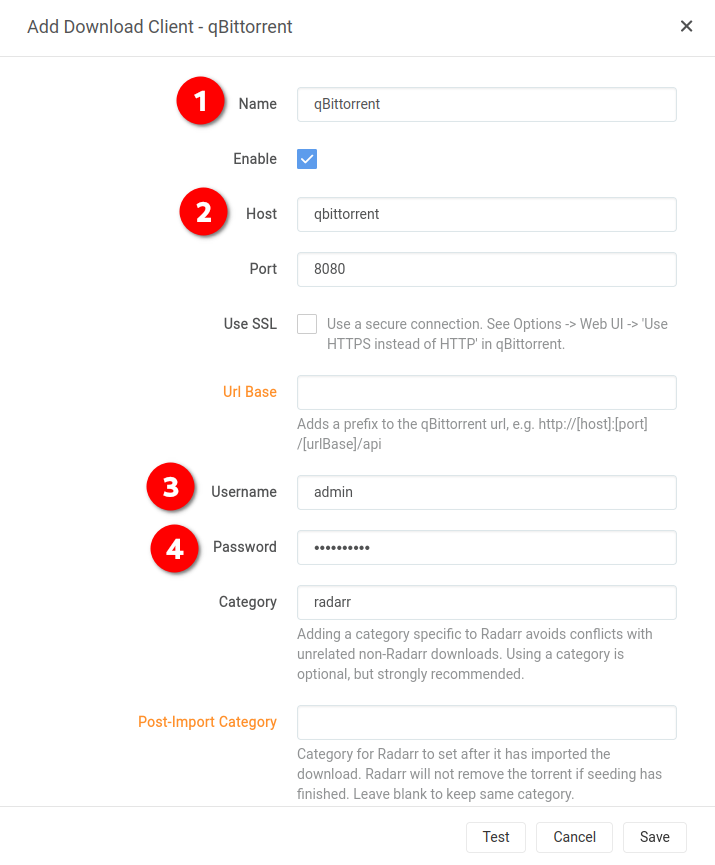 Add Download Client - qBittorrent
1 Name qBittorrent
Enable
2 Host qbittorrent
Port 8080
Use SSL Use a secure connection. See Options -> Web UI -> 'Use
HTTPS instead of HTTP' in qBittorrent.
Url Base
Adds a prefix to the qBittorrent url, e.g. http://[host]:[port]
/[urlBase]/api
3 Username admin
4 Password ••••••••••
Category radarr
Adding a category specific to Radarr avoids conflicts with
unrelated non-Radarr downloads. Using a category is
optional, but strongly recommended.
Post-Import Category
Category for Radarr to set after it has imported the
download. Radarr will not remove the torrent if seeding has
finished. Leave blank to keep same category.
Test Cancel Save